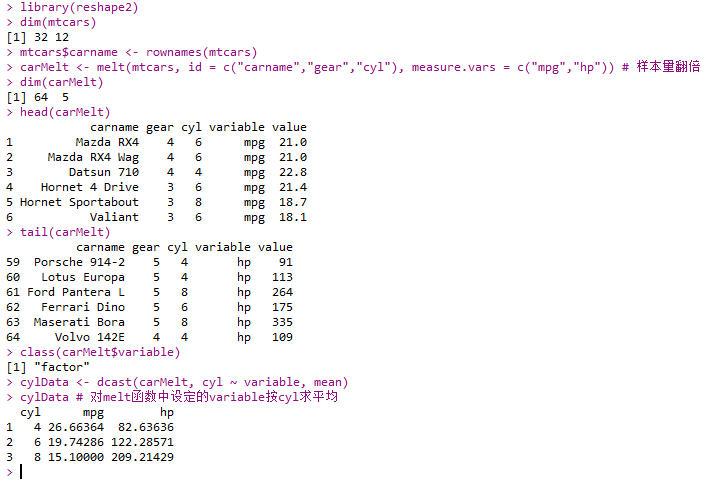 > library(reshape2)
> dim(mtcars)
[1] 32 12
> mtcars$carname <- rownames(mtcars)
> carMelt <- melt(mtcars, id = c("carname","gear","cyl"), measure.vars = c("mpg","hp")) # 样本量翻倍
> dim(carMelt)
[1] 64  5
> head(carMelt)
            carname gear cyl variable value
1         Mazda RX4    4   6      mpg  21.0
2     Mazda RX4 Wag    4   6      mpg  21.0
3        Datsun 710    4   4      mpg  22.8
4    Hornet 4 Drive    3   6      mpg  21.4
5 Hornet Sportabout    3   8      mpg  18.7
6           Valiant    3   6      mpg  18.1
> tail(carMelt)
          carname gear cyl variable value
59  Porsche 914-2    5   4       hp    91
60   Lotus Europa    5   4       hp   113
61 Ford Pantera L    5   8       hp   264
62   Ferrari Dino    5   6       hp   175
63  Maserati Bora    5   8       hp   335
64     Volvo 142E    4   4       hp   109
> class(carMelt$variable)
[1] "factor"
> cylData <- dcast(carMelt, cyl ~ variable, mean)
> cylData # 对melt函数中设定的variable按cyl求平均
  cyl      mpg        hp
1   4 26.66364  82.63636
2   6 19.74286 122.28571
3   8 15.10000 209.21429
>